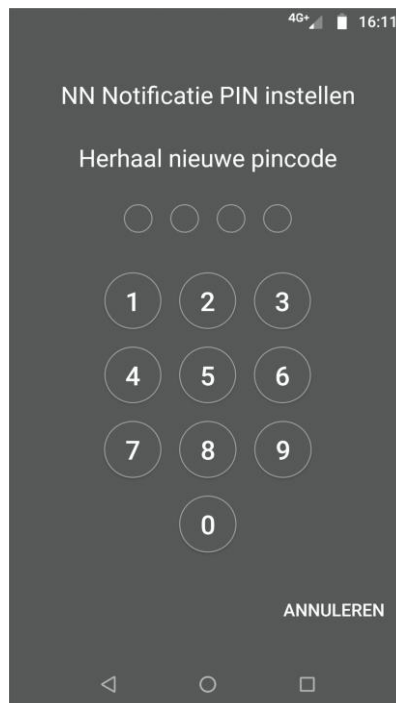 4G+ 16:11
NN Notificatie PIN instellen
Herhaal nieuwe pincode
1 2 3
4 5 6
7 8 9
0
ANNULEREN